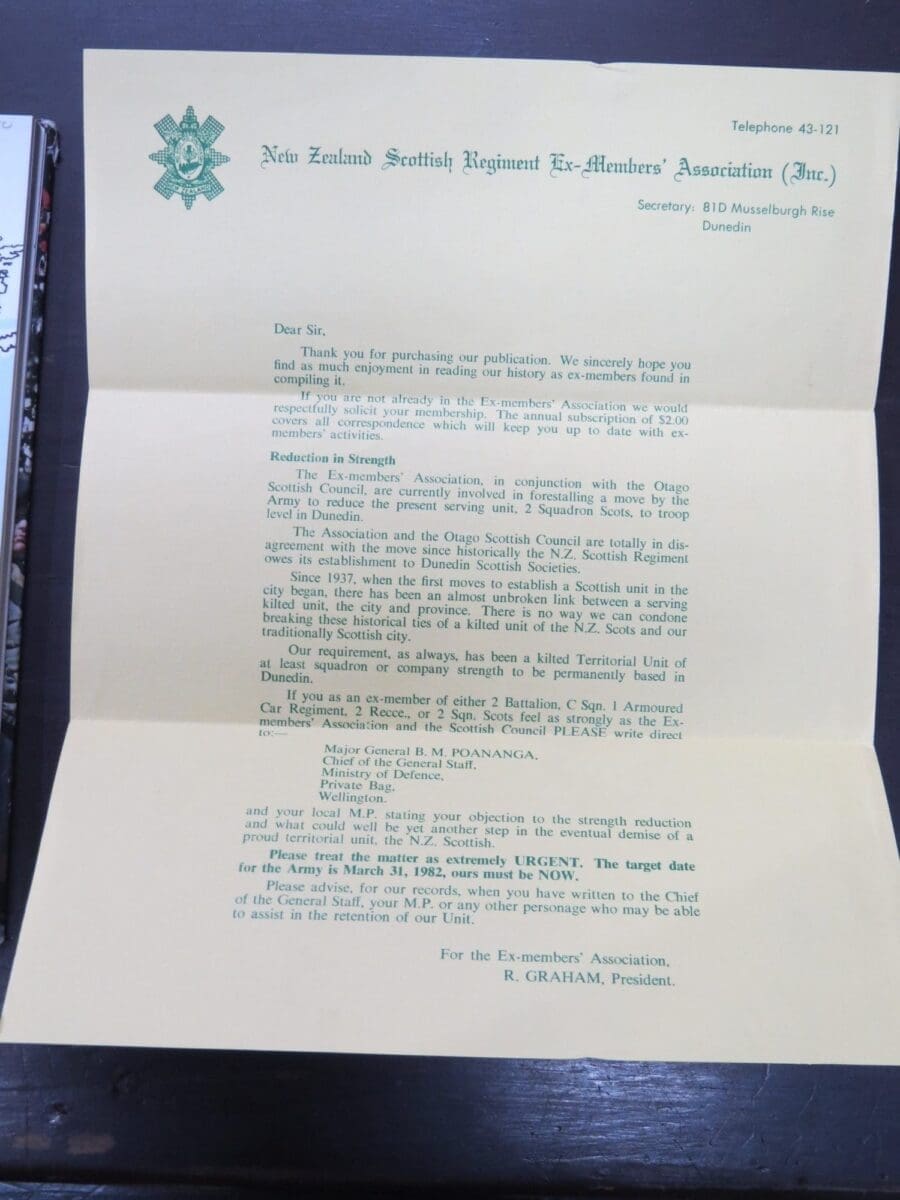 Telephone 43-121
New Zealand Scottish Regiment Ex-Members' Association (Inc.)
Secretary: 81D Musselburgh Rise
Dunedin
NEW ZEALAND
Dear Sir,
Thank you for purchasing our publication. We sincerely hope you
find as much enjoyment in reading our history as ex-members found in
compiling it.
If you are not already in the Ex-members' Association we would
respectfully solicit your membership. The annual subscription of $2.00
covers all correspondence which will keep you up to date with ex-
members' activities.
Reduction in Strength
The Ex-members' Association, in conjunction with the Otago
Scottish Council, are currently involved in forestalling a move by the
Army to reduce the present serving unit, 2 Squadron Scots, to troop
level in Dunedin.
The Association and the Otago Scottish Council are totally in dis-
agreement with the move since historically the N.Z. Scottish Regiment
owes its establishment to Dunedin Scottish Societies.
Since 1937, when the first moves to establish a Scottish unit in the
city began, there has been an almost unbroken link between a serving
kilted unit, the city and province. There is no way we can condone
breaking these historical ties of a kilted unit of the N.Z. Scots and our
traditionally Scottish city.
Our requirement, as always, has been a kilted Territorial Unit of
at least squadron or company strength to be permanently based in
Dunedin.
If you as an ex-member of either 2 Battalion, C Sqn. 1 Armoured
Car Regiment, 2 Recce., or 2 Sqn. Scots feel as strongly as the Ex-
members' Association and the Scottish Council PLEASE write direct
to:—
Major General B. M. POANANGA,
Chief of the General Staff,
Ministry of Defence,
Private Bag,
Wellington.
and your local M.P. stating your objection to the strength reduction
and what could well be yet another step in the eventual demise of a
proud territorial unit, the N.Z. Scottish.
Please treat the matter as extremely URGENT. The target date
for the Army is March 31, 1982, ours must be NOW.
Please advise, for our records, when you have written to the Chief
of the General Staff, your M.P. or any other personage who may be able
to assist in the retention of our Unit.
For the Ex-members' Association,
R. GRAHAM, President.